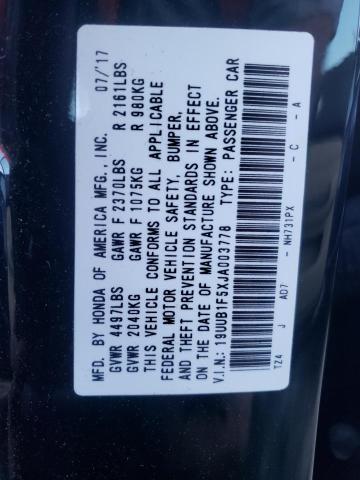 MFD. BY HONDA OF AMERICA MFG., INC. 07/'17
GVWR 4497LBS GAWR F 2370LBS R 2161LBS
GVWR 2040KG GAWR F 1075KG R 980KG
THIS VEHICLE CONFORMS TO ALL APPLICABLE
FEDERAL MOTOR VEHICLE SAFETY, BUMPER,
AND THEFT PREVENTION STANDARDS IN EFFECT
ON THE DATE OF MANUFACTURE SHOWN ABOVE.
V.I.N.: 19UUB1F5XJA003778 TYPE: PASSENGER CAR
TZ4 J AD7 - NH731PX - C - A